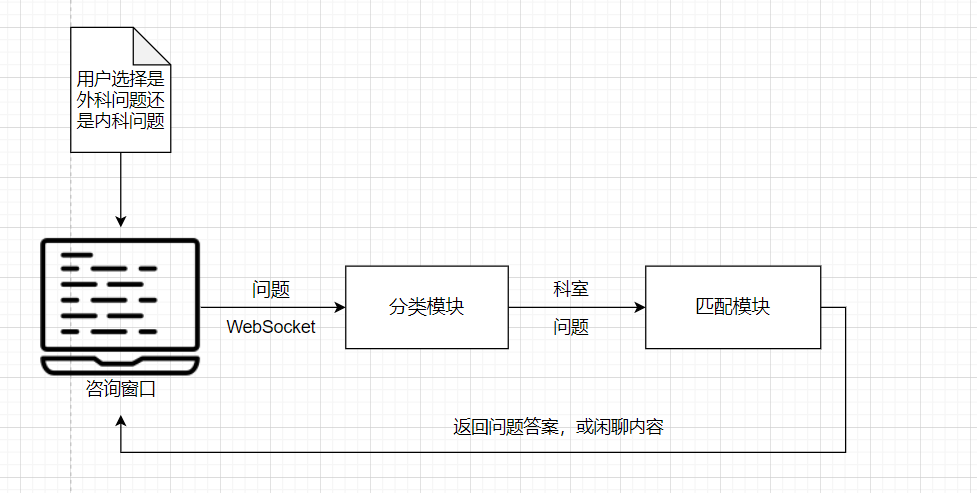 用户选择是
外科问题还
是内科问题
问题
WebSocket
分类模块
科室
问题
匹配模块
咨询窗口
返回问题答案，或闲聊内容